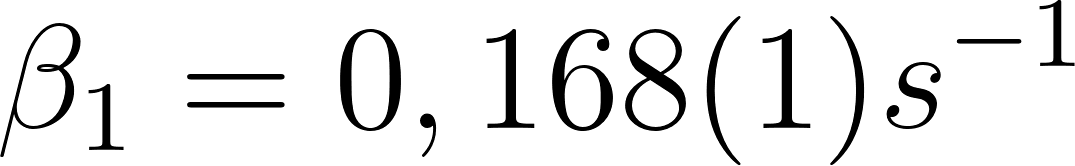 β₁ = 0,168(1)s⁻¹